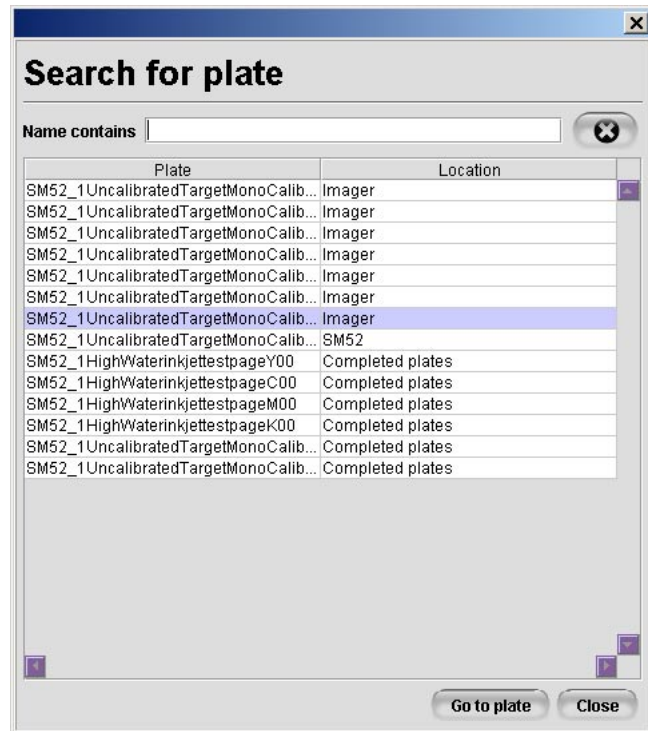 Search for plate
Name contains
Plate Location
SM52_1UncalibratedTargetMonoCalib... Imager
SM52_1UncalibratedTargetMonoCalib... Imager
SM52_1UncalibratedTargetMonoCalib... Imager
SM52_1UncalibratedTargetMonoCalib... Imager
SM52_1UncalibratedTargetMonoCalib... Imager
SM52_1UncalibratedTargetMonoCalib... Imager
SM52_1UncalibratedTargetMonoCalib... Imager
SM52_1UncalibratedTargetMonoCalib... SM52
SM52_1HighWaterinkjettestpageY00 Completed plates
SM52_1HighWaterinkjettestpageC00 Completed plates
SM52_1HighWaterinkjettestpageM00 Completed plates
SM52_1HighWaterinkjettestpageK00 Completed plates
SM52_1UncalibratedTargetMonoCalib... Completed plates
SM52_1UncalibratedTargetMonoCalib... Completed plates
Go to plate Close